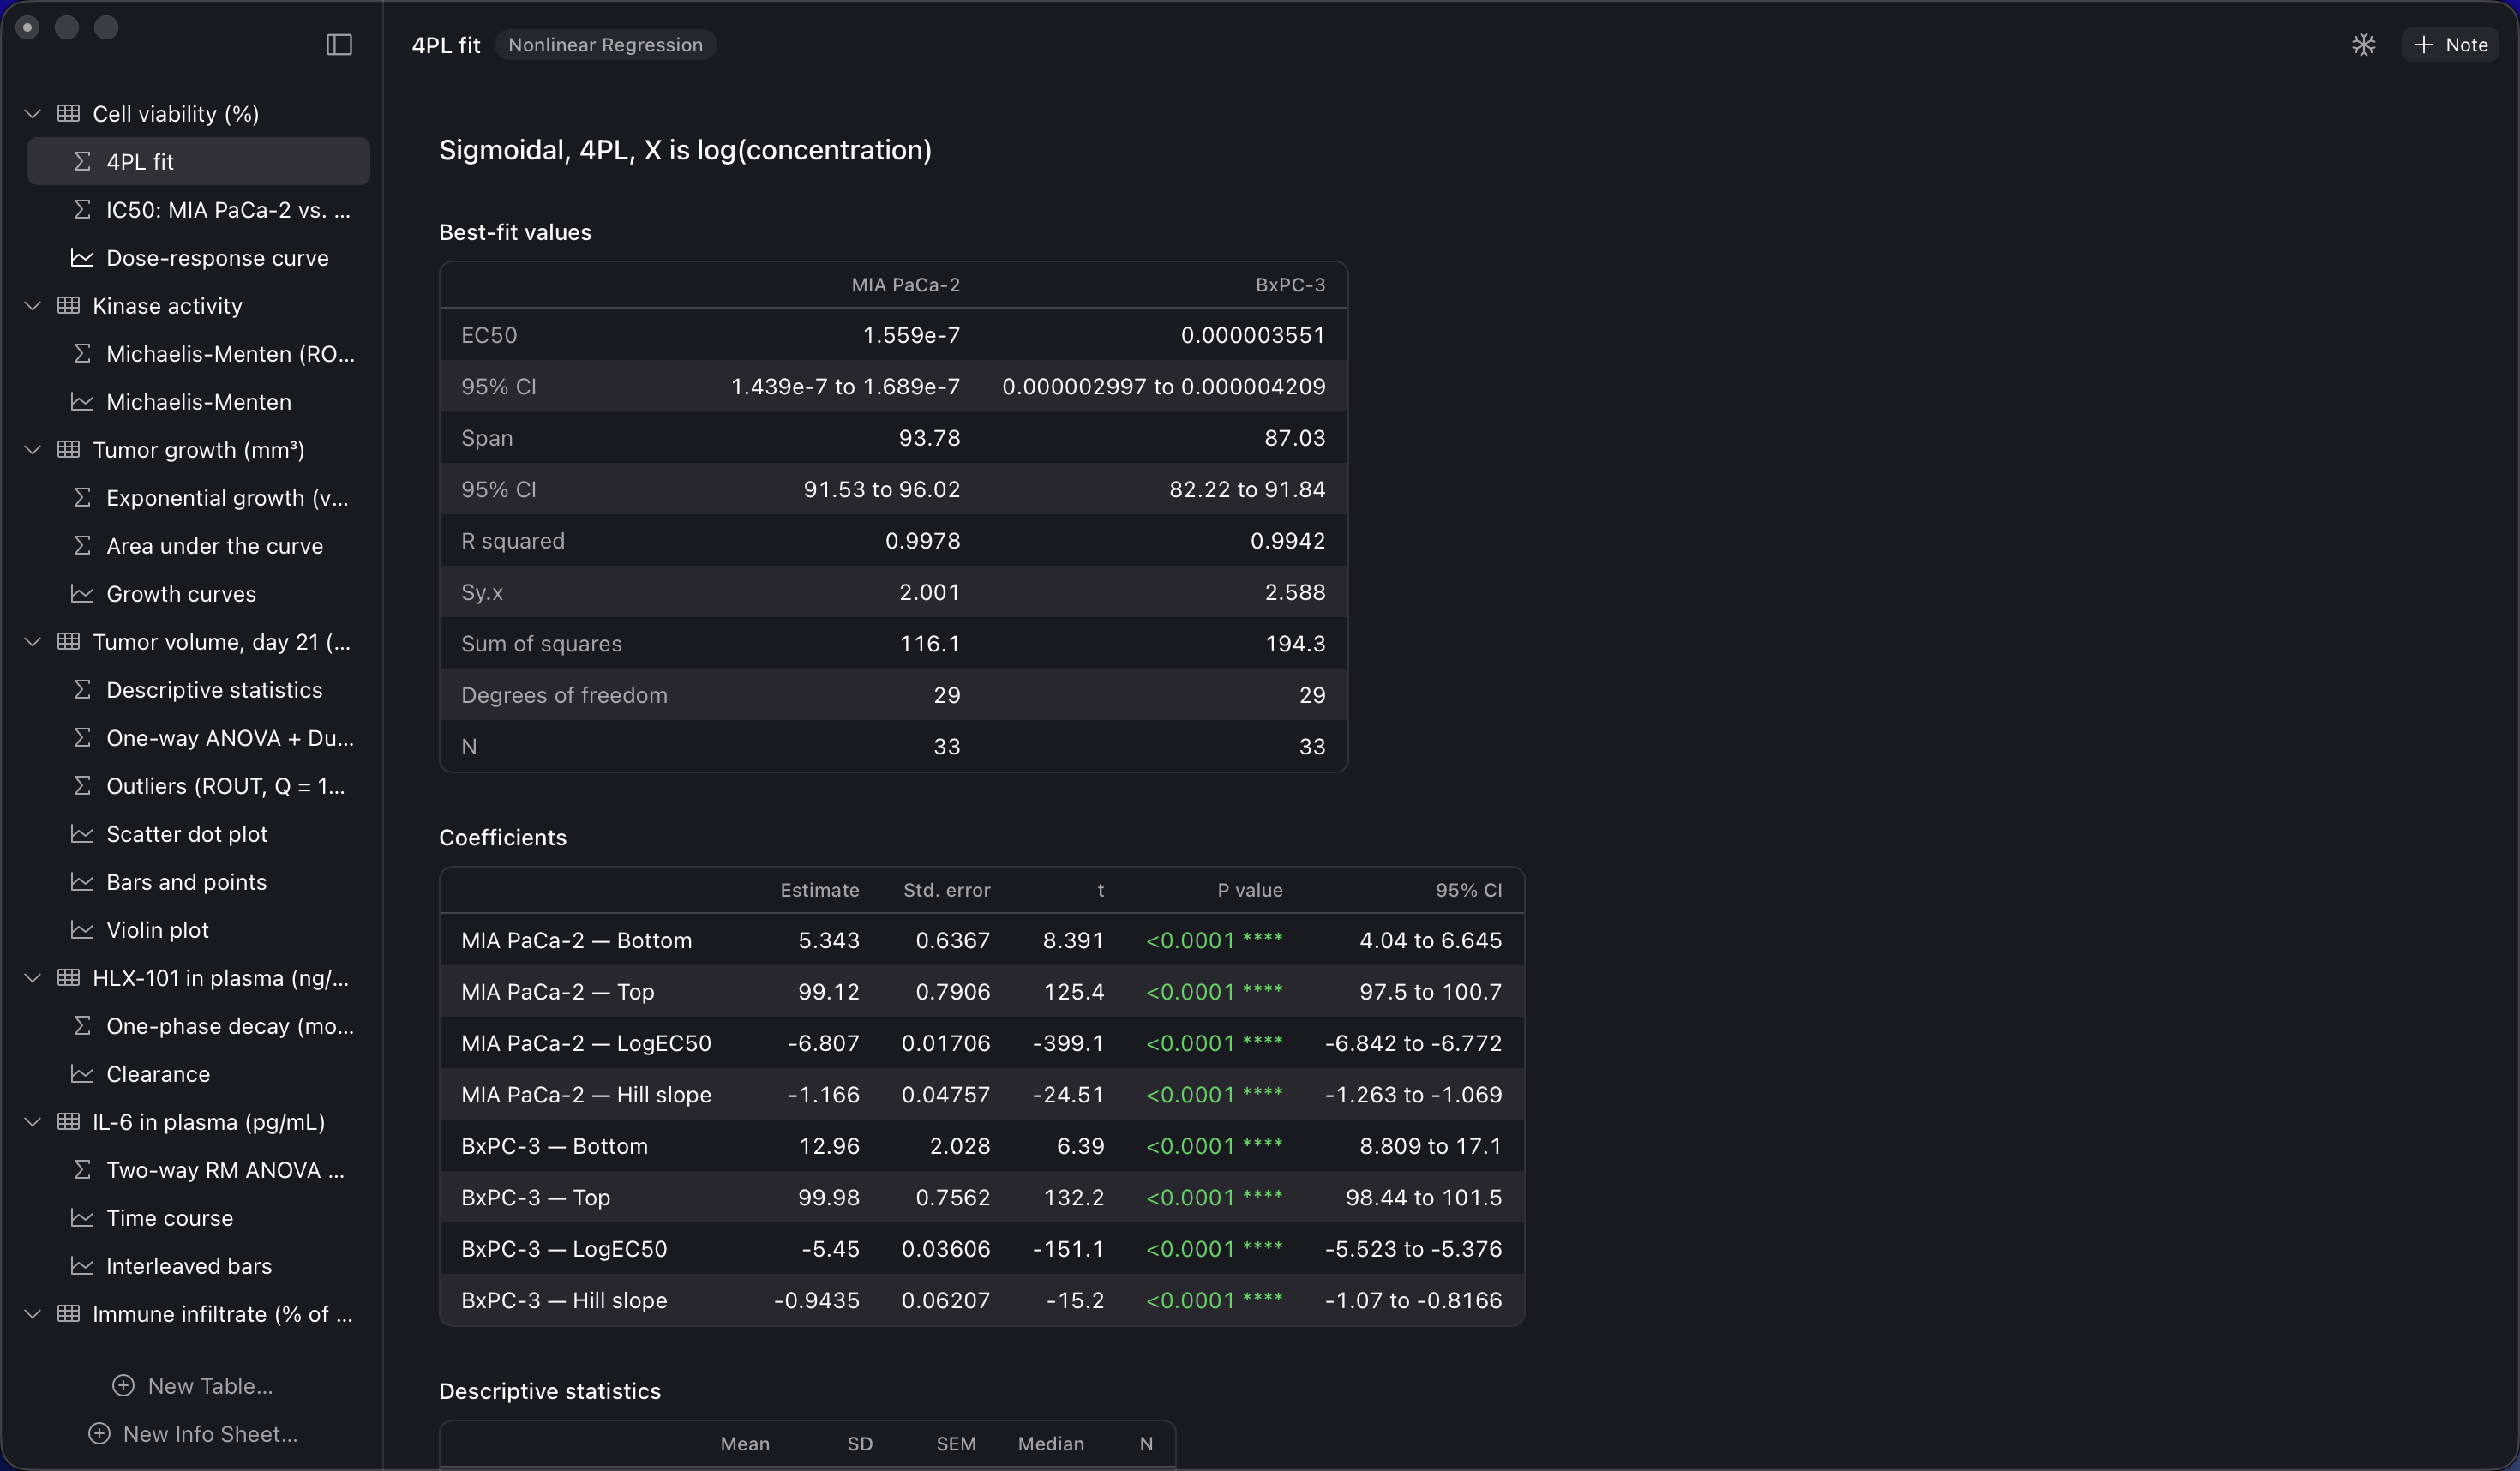 4PL fit
Nonlinear Regression
Note
Cell viability (%)
4PL fit
IC50: MIA PaCa-2 vs. ...
Dose-response curve
Kinase activity
Michaelis-Menten (RO...
Michaelis-Menten
Tumor growth (mm³)
Exponential growth (v...
Area under the curve
Growth curves
Tumor volume, day 21 (...
Descriptive statistics
One-way ANOVA + Du...
Outliers (ROUT, Q = 1...
Scatter dot plot
Bars and points
Violin plot
HLX-101 in plasma (ng/...
One-phase decay (mo...
Clearance
IL-6 in plasma (pg/mL)
Two-way RM ANOVA ...
Time course
Interleaved bars
Immune infiltrate (% of ...
New Table...
New Info Sheet...
Sigmoidal, 4PL, X is log(concentration)
Best-fit values
MIA PaCa-2 BxPC-3
EC50 1.559e-7 0.000003551
95% CI 1.439e-7 to 1.689e-7 0.000002997 to 0.000004209
Span 93.78 87.03
95% CI 91.53 to 96.02 82.22 to 91.84
R squared 0.9978 0.9942
Sy.x 2.001 2.588
Sum of squares 116.1 194.3
Degrees of freedom 29 29
N 33 33
Coefficients
Estimate Std. error t P value 95% CI
MIA PaCa-2 — Bottom 5.343 0.6367 8.391 <0.0001 **** 4.04 to 6.645
MIA PaCa-2 — Top 99.12 0.7906 125.4 <0.0001 **** 97.5 to 100.7
MIA PaCa-2 — LogEC50 -6.807 0.01706 -399.1 <0.0001 **** -6.842 to -6.772
MIA PaCa-2 — Hill slope -1.166 0.04757 -24.51 <0.0001 **** -1.263 to -1.069
BxPC-3 — Bottom 12.96 2.028 6.39 <0.0001 **** 8.809 to 17.1
BxPC-3 — Top 99.98 0.7562 132.2 <0.0001 **** 98.44 to 101.5
BxPC-3 — LogEC50 -5.45 0.03606 -151.1 <0.0001 **** -5.523 to -5.376
BxPC-3 — Hill slope -0.9435 0.06207 -15.2 <0.0001 **** -1.07 to -0.8166
Descriptive statistics
Mean SD SEM Median N